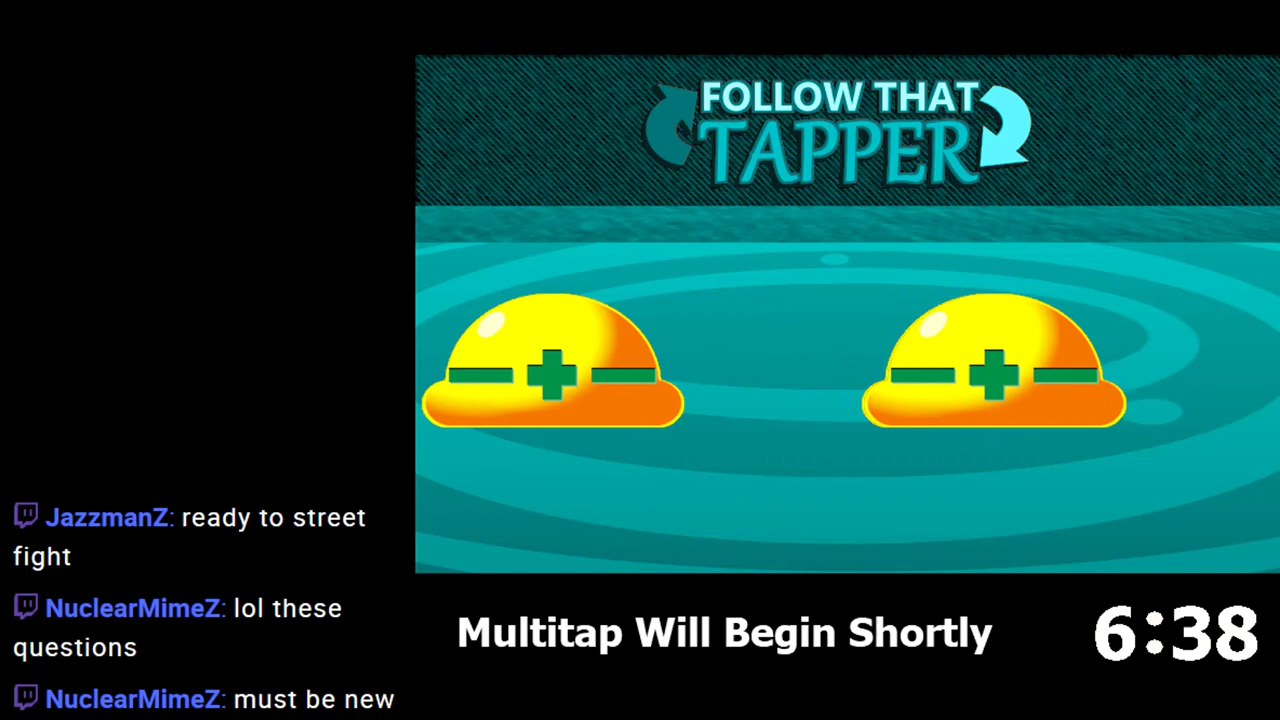 FOLLOW THAT
TAPPER
JazzmanZ: ready to street
fight
NuclearMimeZ: lol these
questions
NuclearMimeZ: must be new
Multitap Will Begin Shortly
6:38